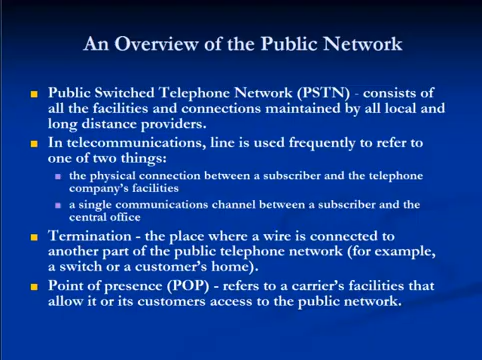 An Overview of the Public Network
Public Switched Telephone Network (PSTN) - consists of
all the facilities and connections maintained by all local and
long distance providers.
In telecommunications, line is used frequently to refer to
one of two things:
the physical connection between a subscriber and the telephone
company's facilities
a single communications channel between a subscriber and the
central office
Termination - the place where a wire is connected to
another part of the public telephone network (for example,
a switch or a customer's home).
Point of presence (POP) - refers to a carrier's facilities that
allow it or its customers access to the public network.